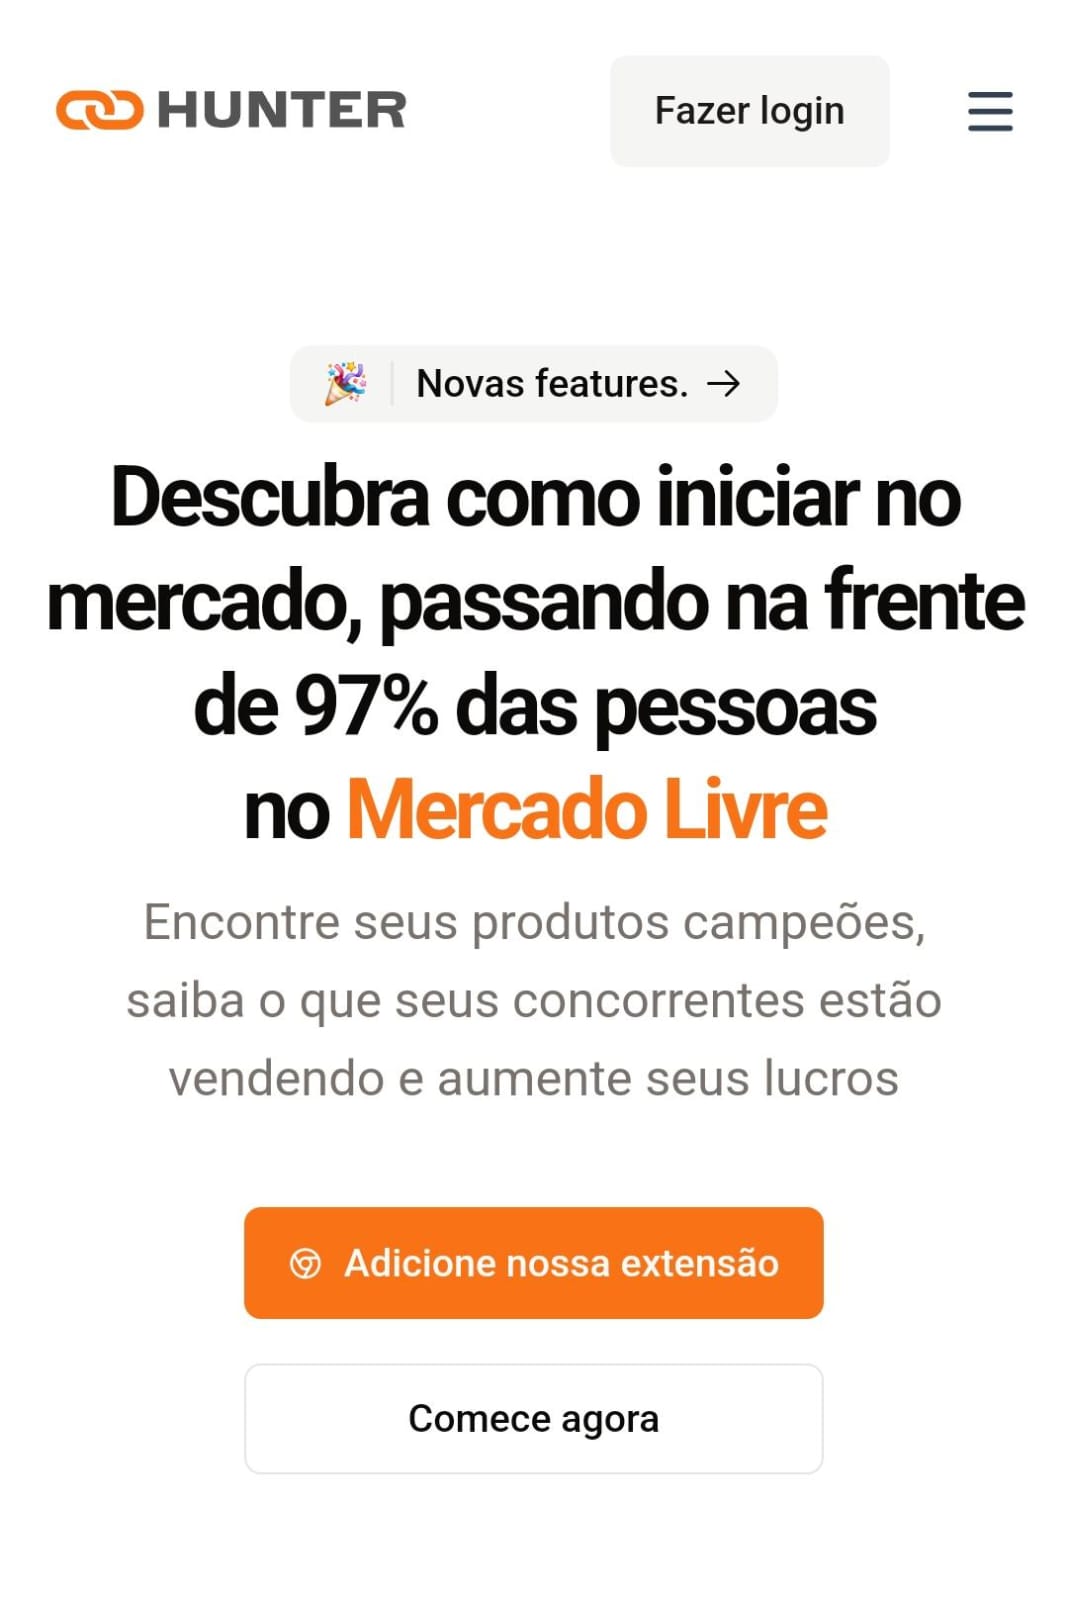 HUNTER
Fazer login
Novas features. →
Descubra como iniciar no
mercado, passando na frente
de 97% das pessoas
no Mercado Livre
Encontre seus produtos campeões,
saiba o que seus concorrentes estão
vendendo e aumente seus lucros
Adicione nossa extensão
Comece agora